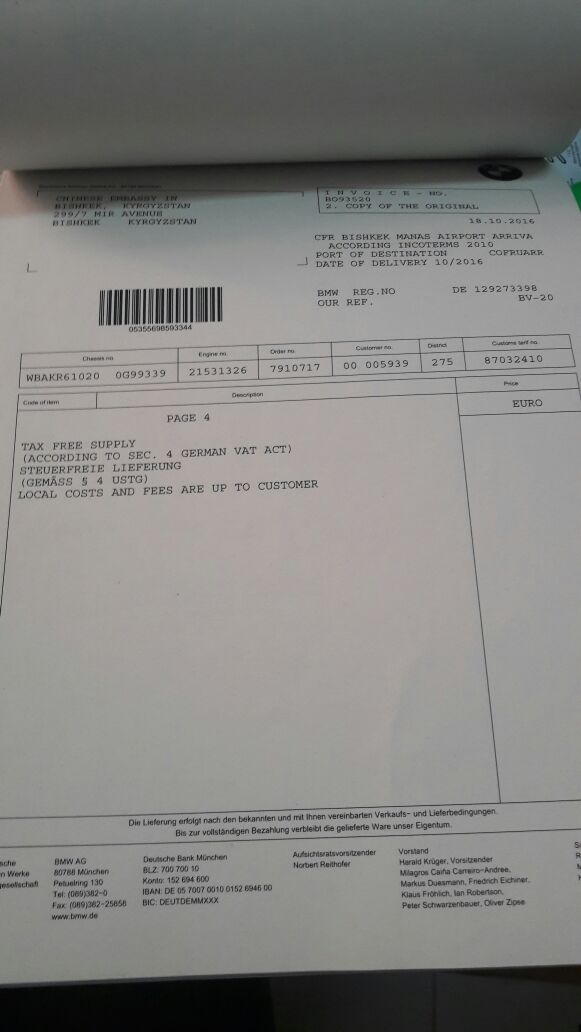 CHINESE EMBASSY IN
BISHKEK, KYRGYZSTAN
299/7 MIR AVENUE
BISHKEK KYRGYZSTAN
I N V O I C E - NO.
B093520
2. COPY OF THE ORIGINAL
18.10.2016
CFR BISHKEK MANAS AIRPORT ARRIVA
ACCORDING INCOTERMS 2010
PORT OF DESTINATION COFRUARR
DATE OF DELIVERY 10/2016
BMW REG.NO DE 129273398
OUR REF. BV-20
05355698593344
Chassis no. Engine no. Order no. Customer no. District Customs tarif no.
WBAKR61020 0G99339 21531326 7910717 00 005939 275 87032410
Code of item Description Price
PAGE 4 EURO
TAX FREE SUPPLY
(ACCORDING TO SEC. 4 GERMAN VAT ACT)
STEUERFREIE LIEFERUNG
(GEMÄSS § 4 USTG)
LOCAL COSTS AND FEES ARE UP TO CUSTOMER
Die Lieferung erfolgt nach den bekannten und mit Ihnen vereinbarten Verkaufs- und Lieferbedingungen.
Bis zur vollständigen Bezahlung verbleibt die gelieferte Ware unser Eigentum.
sche
n Werke
gesellschaft
BMW AG
80788 München
Petuelring 130
Tel: (089)382-0
Fax: (089)382-25858
www.bmw.de
Deutsche Bank München
BLZ: 700 700 10
Konto: 152 694 600
IBAN: DE 05 7007 0010 0152 6946 00
BIC: DEUTDEMMXXX
Aufsichtsratsvorsitzender
Norbert Reithofer
Vorstand
Harald Krüger, Vorsitzender
Milagros Caiña Carreiro-Andree,
Markus Duesmann, Friedrich Eichiner,
Klaus Fröhlich, Ian Robertson,
Peter Schwarzenbauer, Oliver Zipse